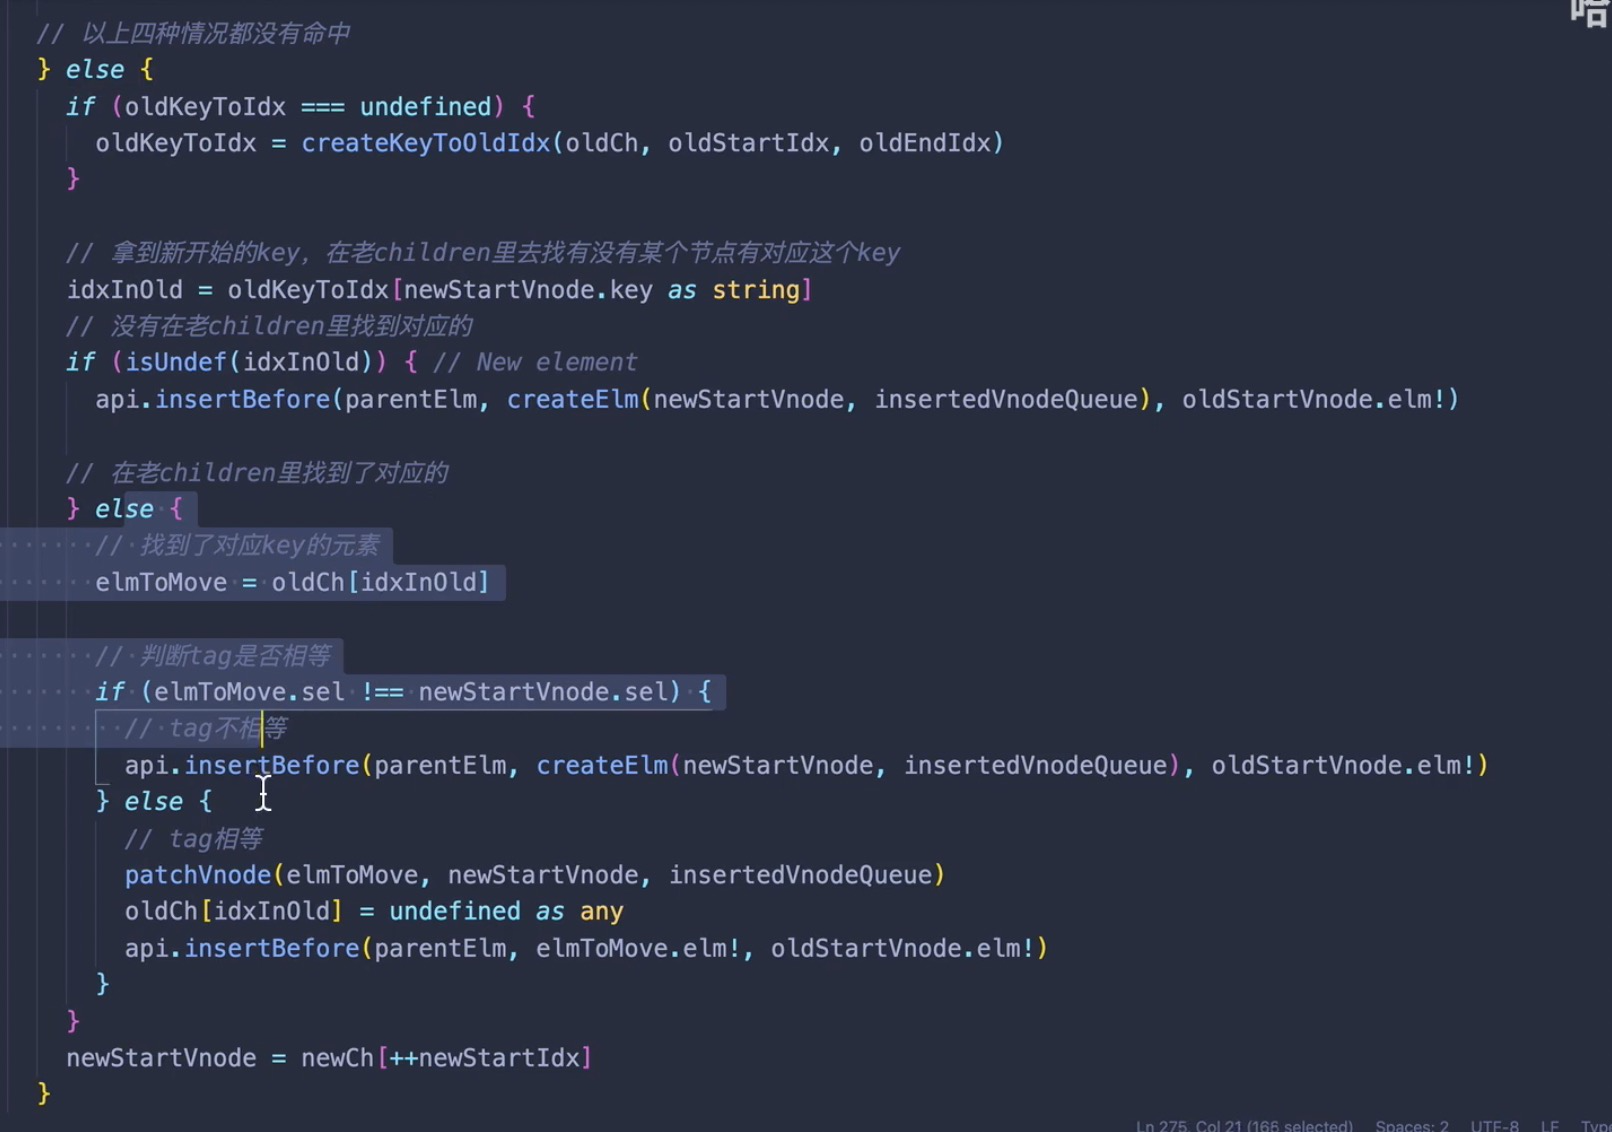 哈
// 以上四种情况都没有命中
} else {
if (oldKeyToIdx === undefined) {
oldKeyToIdx = createKeyToOldIdx(oldCh, oldStartIdx, oldEndIdx)
}
// 拿到新开始的key，在老children里去找有没有某个节点有对应这个key
idxInOld = oldKeyToIdx[newStartVnode.key as string]
// 没有在老children里找到对应的
if (isUndef(idxInOld)) { // New element
api.insertBefore(parentElm, createElm(newStartVnode, insertedVnodeQueue), oldStartVnode.elm!)
// 在老children里找到了对应的
} else {
// 找到了对应key的元素
elmToMove = oldCh[idxInOld]
// 判断tag是否相等
if (elmToMove.sel !== newStartVnode.sel) {
// tag不相等
api.insertBefore(parentElm, createElm(newStartVnode, insertedVnodeQueue), oldStartVnode.elm!)
} else {
// tag相等
patchVnode(elmToMove, newStartVnode, insertedVnodeQueue)
oldCh[idxInOld] = undefined as any
api.insertBefore(parentElm, elmToMove.elm!, oldStartVnode.elm!)
}
}
newStartVnode = newCh[++newStartIdx]
}
Ln 275, Col 21 (166 selected) Spaces: 2 UTF-8 LF Type